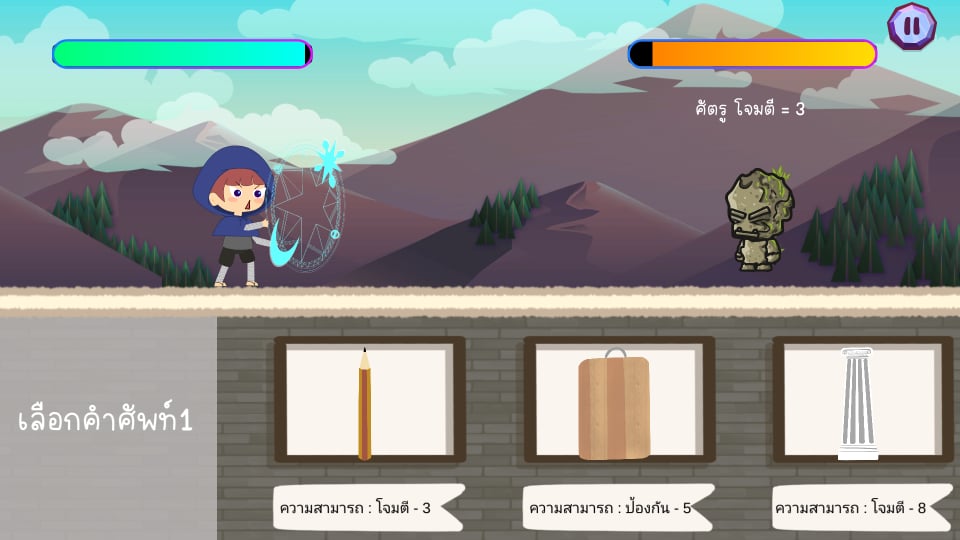 ศัตรู โจมตี = 3
เลือกคำศัพท์1
ความสามารถ : โจมตี - 3
ความสามารถ : ป้องกัน - 5
ความสามารถ : โจมตี - 8